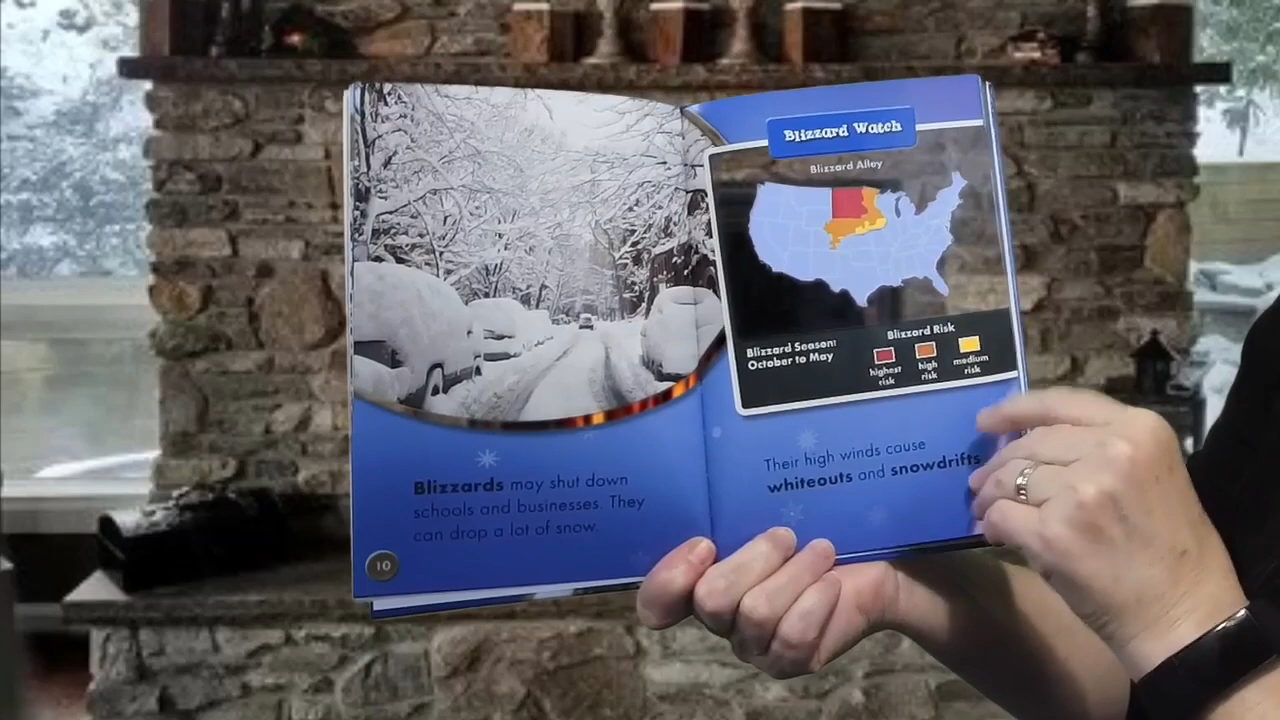 Blizzards may shut down
schools and businesses. They
can drop a lot of snow.
10
Blizzard Watch
Blizzard Alley
Blizzard Season:
October to May
Blizzard Risk
highest
risk
high
risk
medium
risk
Their high winds cause
whiteouts and snowdrifts